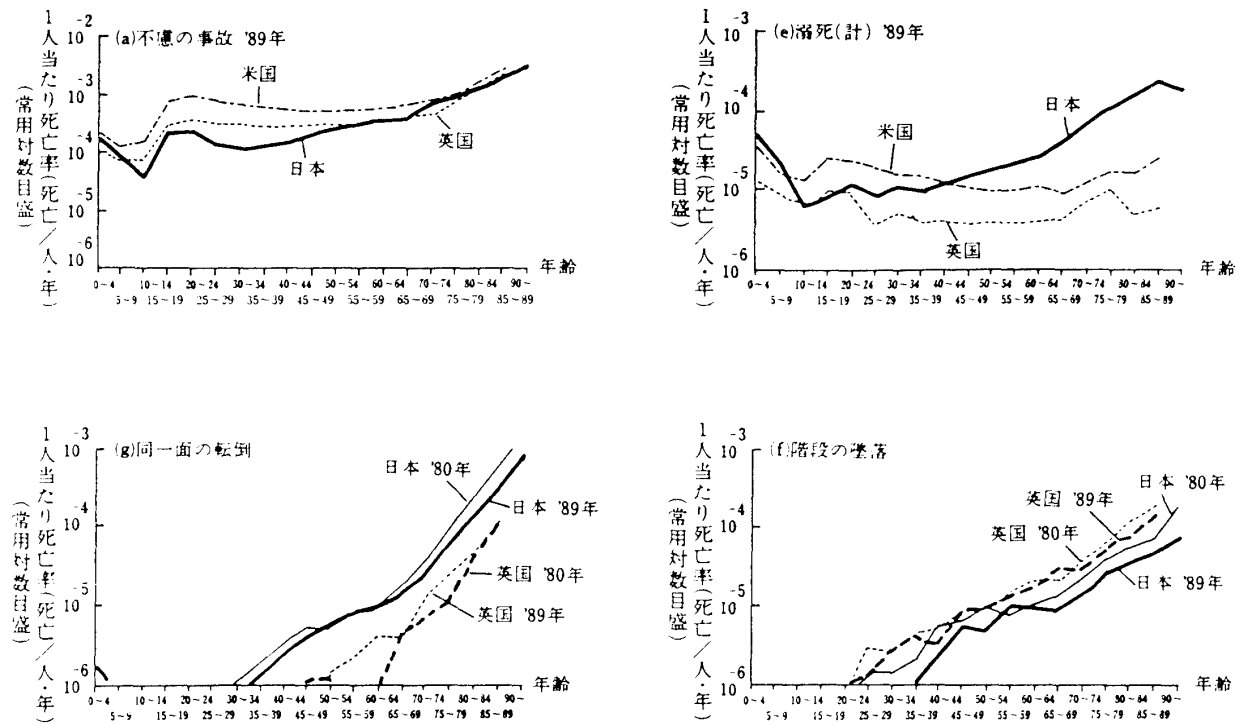 1人当たり死亡率(死亡/人・年)
(常用対数目盛)
(a)不慮の事故 '89年
10-2
10-3
10-4
10-5
10-6
米国
英国
日本
年齢
0~4 10~14 20~24 30~34 40~44 50~54 60~64 70~74 80~84 90~
5~9 15~19 25~29 35~39 45~49 55~59 65~69 75~79 85~89
1人当たり死亡率(死亡/人・年)
(常用対数目盛)
(e)溺死(計) '89年
10-3
10-4
10-5
10-6
日本
米国
英国
年齢
0~4 10~14 20~24 30~34 40~44 50~54 60~64 70~74 80~84 90~
5~9 15~19 25~29 35~39 45~49 55~59 65~69 75~79 85~89
1人当たり死亡率(死亡/人・年)
(常用対数目盛)
(g)同一面の転倒
10-3
10-4
10-5
10-6
日本 '80年
日本 '89年
英国 '80年
英国 '89年
年齢
0~4 10~14 20~24 30~34 40~44 50~54 60~64 70~74 80~84 90~
5~9 15~19 25~29 35~39 45~49 55~59 65~69 75~79 85~89
1人当たり死亡率(死亡/人・年)
(常用対数目盛)
(f)階段の墜落
10-3
10-4
10-5
10-6
日本 '80年
英国 '89年
英国 '80年
日本 '89年
年齢
0~4 10~14 20~24 30~34 40~44 50~54 60~64 70~74 80~84 90~
5~9 15~19 25~29 35~39 45~49 55~59 65~69 75~79 85~89